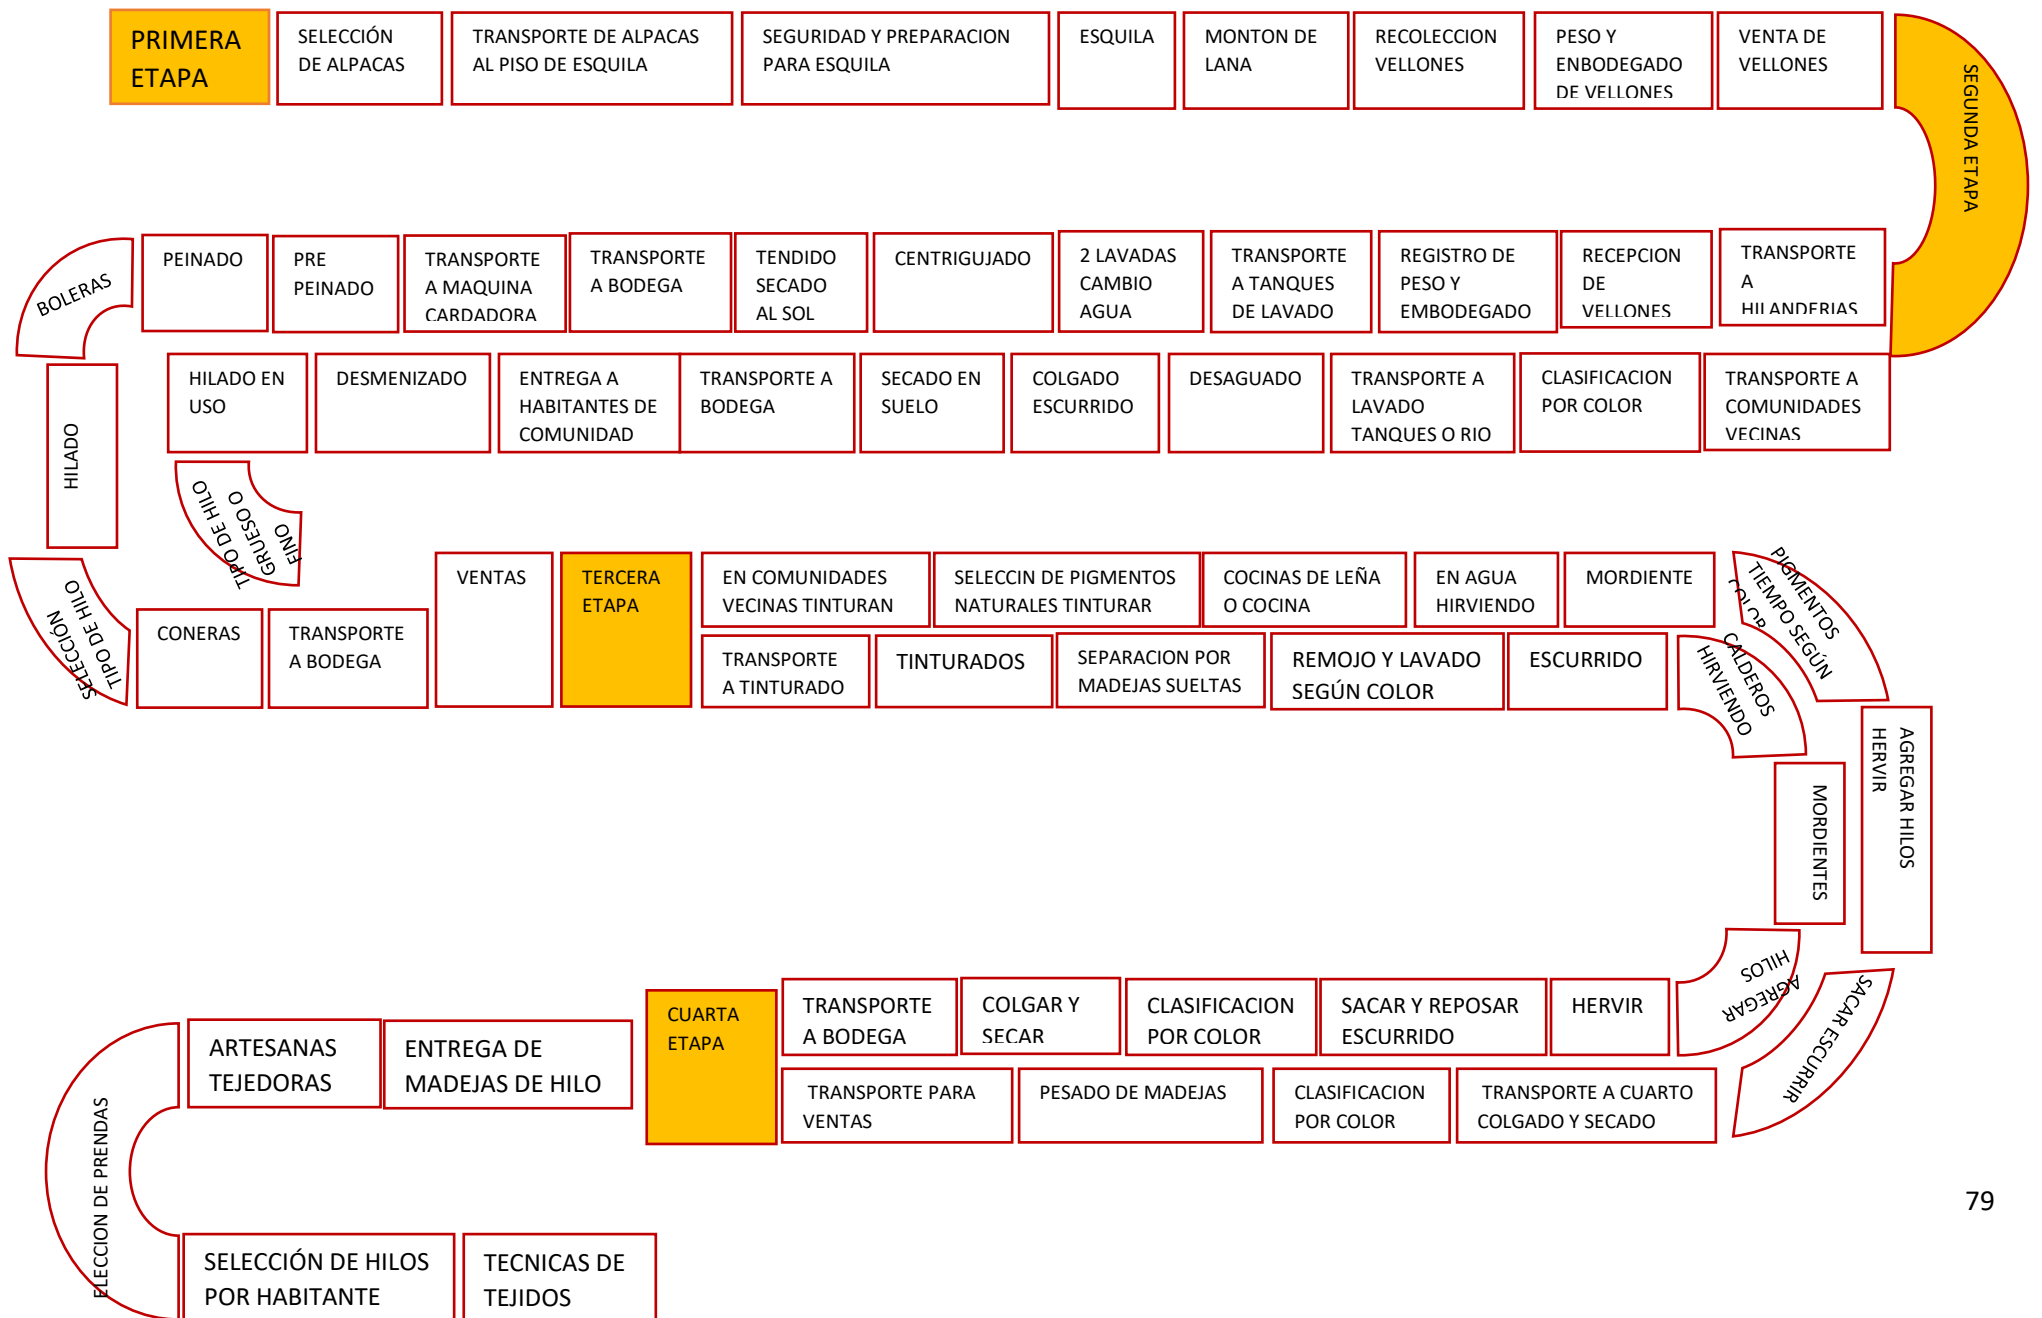 PRIMERA
ETAPA
SELECCIÓN
DE ALPACAS
TRANSPORTE DE ALPACAS
AL PISO DE ESQUILA
SEGURIDAD Y PREPARACION
PARA ESQUILA
ESQUILA
MONTON DE
LANA
RECOLECCION
VELLONES
PESO Y
ENBODEGADO
DE VELLONES
VENTA DE
VELLONES
SEGUNDA ETAPA
BOLERAS
PEINADO
PRE
PEINADO
TRANSPORTE
A MAQUINA
CARDADORA
TRANSPORTE
A BODEGA
TENDIDO
SECADO
AL SOL
CENTRIGUJADO
2 LAVADAS
CAMBIO
AGUA
TRANSPORTE
A TANQUES
DE LAVADO
REGISTRO DE
PESO Y
EMBODEGADO
RECEPCION
DE
VELLONES
TRANSPORTE
A
HILANDERIAS
HILADO
HILADO EN
USO
DESMENIZADO
ENTREGA A
HABITANTES DE
COMUNIDAD
TRANSPORTE A
BODEGA
SECADO EN
SUELO
COLGADO
ESCURRIDO
DESAGUADO
TRANSPORTE A
LAVADO
TANQUES O RIO
CLASIFICACION
POR COLOR
TRANSPORTE A
COMUNIDADES
VECINAS
TIPO DE HILO
GRUESO O
FINO
SELECCIÓN
TIPO DE HILO
CONERAS
TRANSPORTE
A BODEGA
VENTAS
TERCERA
ETAPA
EN COMUNIDADES
VECINAS TINTURAN
SELECCIN DE PIGMENTOS
NATURALES TINTURAR
COCINAS DE LEÑA
O COCINA
EN AGUA
HIRVIENDO
MORDIENTE
PIGMENTOS
TIEMPO SEGÚN
COLOR
TRANSPORTE
A TINTURADO
TINTURADOS
SEPARACION POR
MADEJAS SUELTAS
REMOJO Y LAVADO
SEGÚN COLOR
ESCURRIDO
CALDEROS
HIRVIENDO
MORDIENTES
AGREGAR HILOS
HERVIR
AGREGAR
HILOS
SACAR ESCURRIR
CUARTA
ETAPA
TRANSPORTE
A BODEGA
COLGAR Y
SECAR
CLASIFICACION
POR COLOR
SACAR Y REPOSAR
ESCURRIDO
HERVIR
TRANSPORTE PARA
VENTAS
PESADO DE MADEJAS
CLASIFICACION
POR COLOR
TRANSPORTE A CUARTO
COLGADO Y SECADO
ARTESANAS
TEJEDORAS
ENTREGA DE
MADEJAS DE HILO
ELECCION DE PRENDAS
SELECCIÓN DE HILOS
POR HABITANTE
TECNICAS DE
TEJIDOS
79